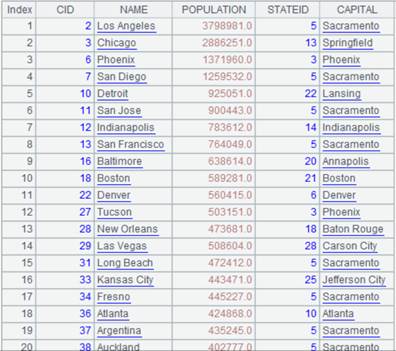 Index CID NAME POPULATION STATEID CAPITAL
1 2 Los Angeles 3798981.0 5 Sacramento
2 3 Chicago 2886251.0 13 Springfield
3 6 Phoenix 1371960.0 3 Phoenix
4 7 San Diego 1259532.0 5 Sacramento
5 10 Detroit 925051.0 22 Lansing
6 11 San Jose 900443.0 5 Sacramento
7 12 Indianapolis 783612.0 14 Indianapolis
8 13 San Francisco 764049.0 5 Sacramento
9 16 Baltimore 638614.0 20 Annapolis
10 18 Boston 589281.0 21 Boston
11 22 Denver 560415.0 6 Denver
12 27 Tucson 503151.0 3 Phoenix
13 28 New Orleans 473681.0 18 Baton Rouge
14 29 Las Vegas 508604.0 28 Carson City
15 31 Long Beach 472412.0 5 Sacramento
16 33 Kansas City 443471.0 25 Jefferson City
17 34 Fresno 445227.0 5 Sacramento
18 36 Atlanta 424868.0 10 Atlanta
19 37 Argentina 435245.0 5 Sacramento
20 38 Auckland 402777.0 5 Sacramento